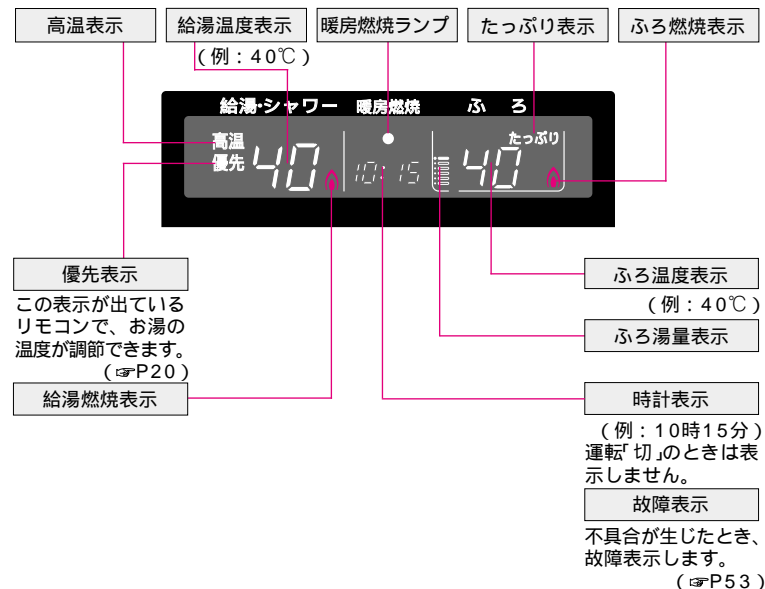 高温表示
給湯温度表示
(例：40℃)
暖房燃焼ランプ
たっぷり表示
ふろ燃焼表示
給湯・シャワー 暖房燃焼 ふろ
高温
優先
40
10:15
たっぷり
40
優先表示
この表示が出ている
リモコンで、お湯の
温度が調節できます。
(☞P20)
給湯燃焼表示
ふろ温度表示
(例：40℃)
ふろ湯量表示
時計表示
(例：10時15分)
運転｢切｣のときは表
示しません。
故障表示
不具合が生じたとき、
故障表示します。
(☞P53)